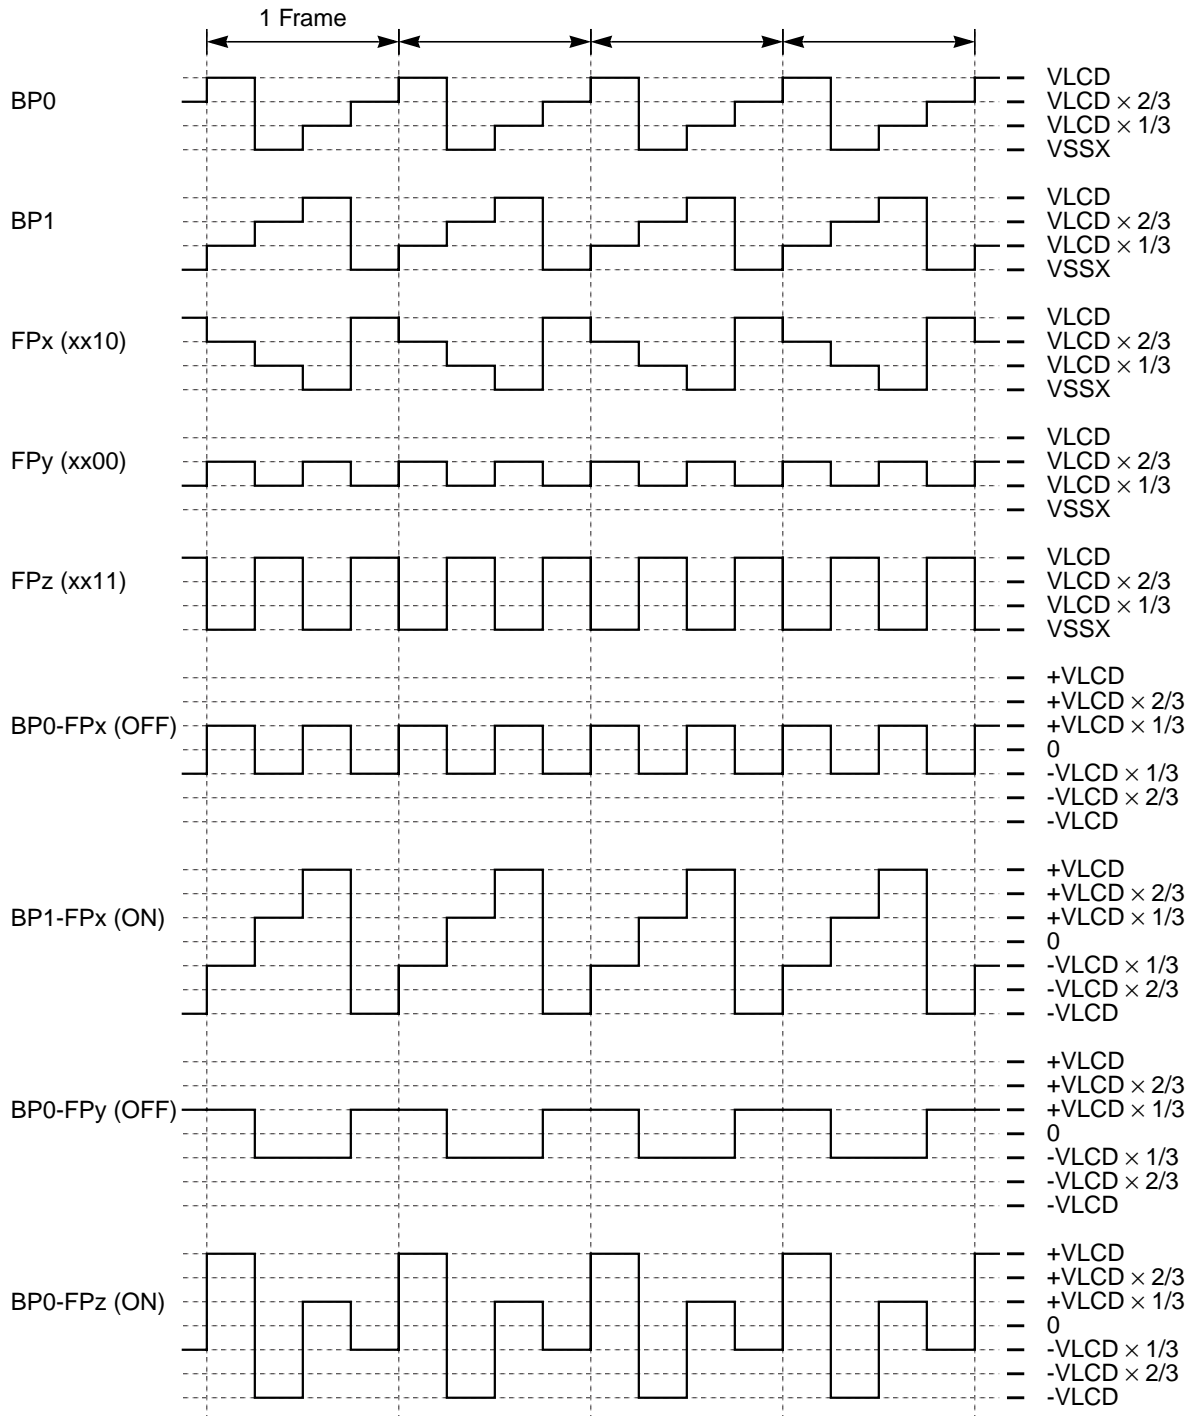 1 Frame
BP0
VLCD
VLCD × 2/3
VLCD × 1/3
VSSX
BP1
VLCD
VLCD × 2/3
VLCD × 1/3
VSSX
FPx (xx10)
VLCD
VLCD × 2/3
VLCD × 1/3
VSSX
FPy (xx00)
VLCD
VLCD × 2/3
VLCD × 1/3
VSSX
FPz (xx11)
VLCD
VLCD × 2/3
VLCD × 1/3
VSSX
BP0-FPx (OFF)
+VLCD
+VLCD × 2/3
+VLCD × 1/3
0
-VLCD × 1/3
-VLCD × 2/3
-VLCD
BP1-FPx (ON)
+VLCD
+VLCD × 2/3
+VLCD × 1/3
0
-VLCD × 1/3
-VLCD × 2/3
-VLCD
BP0-FPy (OFF)
+VLCD
+VLCD × 2/3
+VLCD × 1/3
0
-VLCD × 1/3
-VLCD × 2/3
-VLCD
BP0-FPz (ON)
+VLCD
+VLCD × 2/3
+VLCD × 1/3
0
-VLCD × 1/3
-VLCD × 2/3
-VLCD